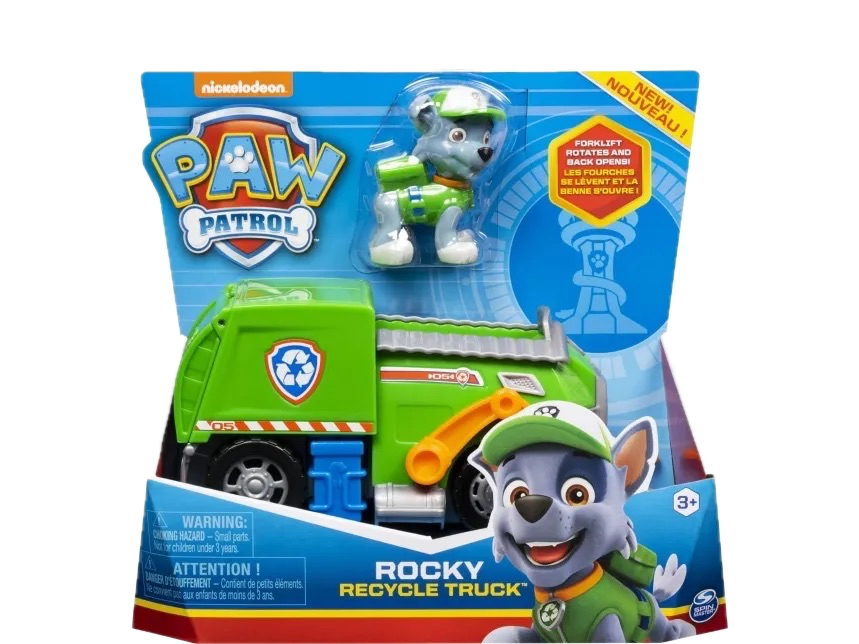 nickelodeon
PAW
PATROL
NEW!
NOUVEAU !
FORKLIFT
ROTATES AND
BACK OPENS!
LES FOURCHES
SE LÈVENT ET LA
BENNE S'OUVRE !
05
05
3+
WARNING:
CHOKING HAZARD – Small parts.
Not for children under 3 years.
ATTENTION !
DANGER D'ÉTOUFFEMENT – Contient de petits éléments.
Ne convient pas aux enfants de moins de 3 ans.
ROCKY
RECYCLE TRUCK™
SPIN
MASTER